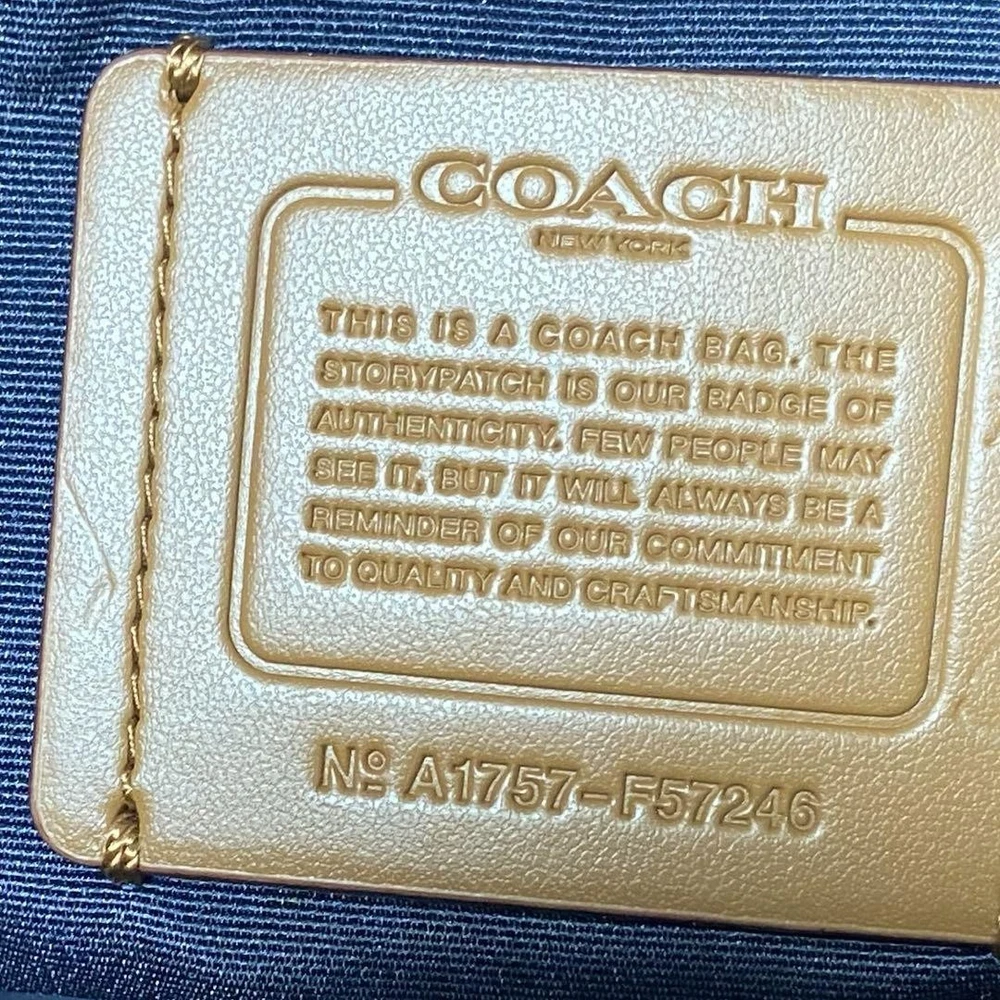 COACH
NEW YORK
THIS IS A COACH BAG. THE
STORYPATCH IS OUR BADGE OF
AUTHENTICITY. FEW PEOPLE MAY
SEE IT, BUT IT WILL ALWAYS BE A
REMINDER OF OUR COMMITMENT
TO QUALITY AND CRAFTSMANSHIP.
Nº A1757-F57246